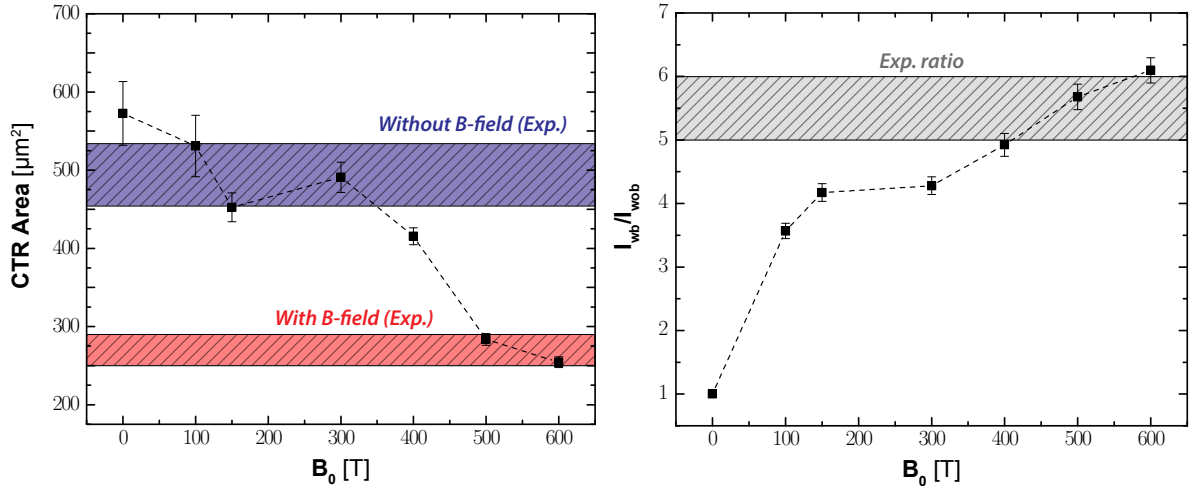 700
600
500
400
300
200
CTR Area [μm²]
Without B-field (Exp.)
With B-field (Exp.)
0 100 200 300 400 500 600
B₀ [T]
7
6
5
4
3
2
1
I_wb/I_wob
Exp. ratio
0 100 200 300 400 500 600
B₀ [T]